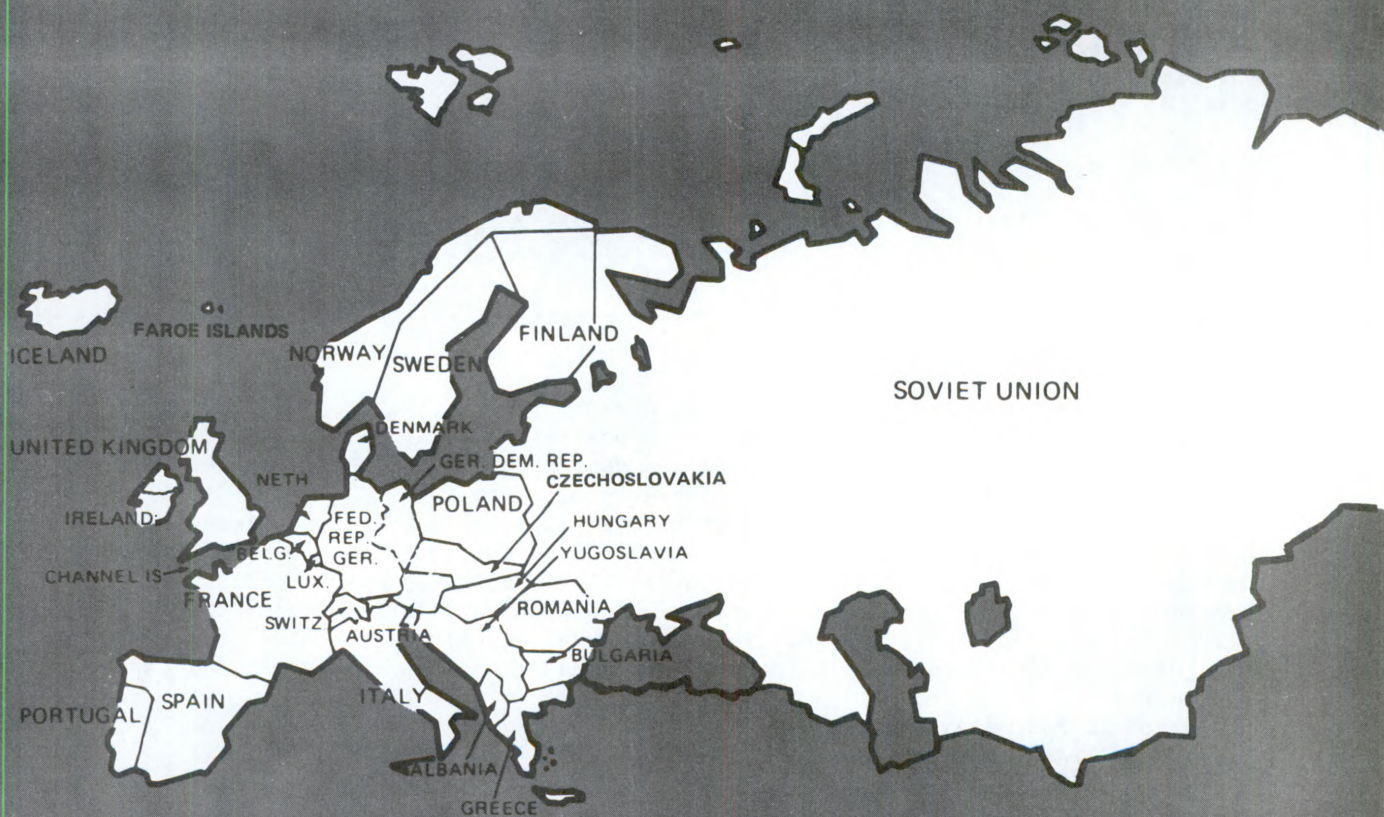 ICELAND
FAROE ISLANDS
NORWAY
SWEDEN
FINLAND
SOVIET UNION
DENMARK
UNITED KINGDOM
GER. DEM. REP.
NETH
CZECHOSLOVAKIA
POLAND
IRELAND
FED.
REP.
GER.
HUNGARY
BELG.
YUGOSLAVIA
CHANNEL IS
LUX.
FRANCE
ROMANIA
SWITZ
AUSTRIA
BULGARIA
SPAIN
ITALY
PORTUGAL
ALBANIA
GREECE